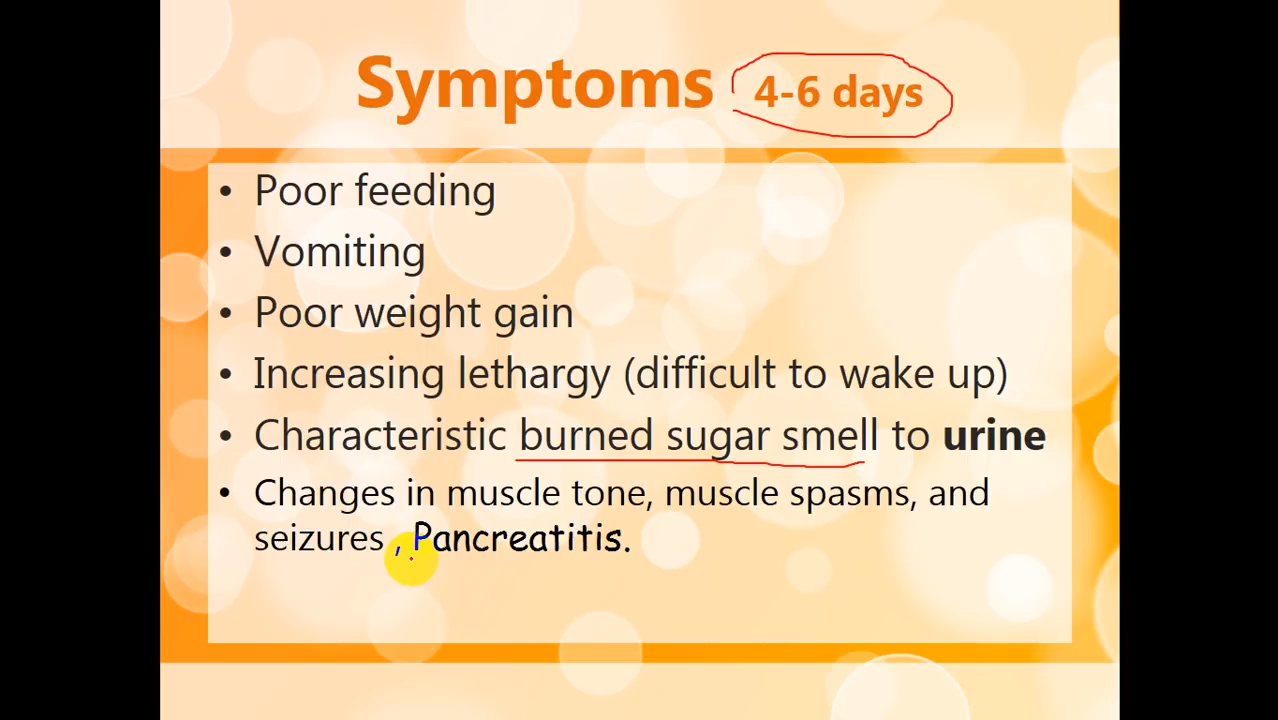 Symptoms 4-6 days
• Poor feeding
• Vomiting
• Poor weight gain
• Increasing lethargy (difficult to wake up)
• Characteristic burned sugar smell to urine
• Changes in muscle tone, muscle spasms, and
seizures , Pancreatitis.